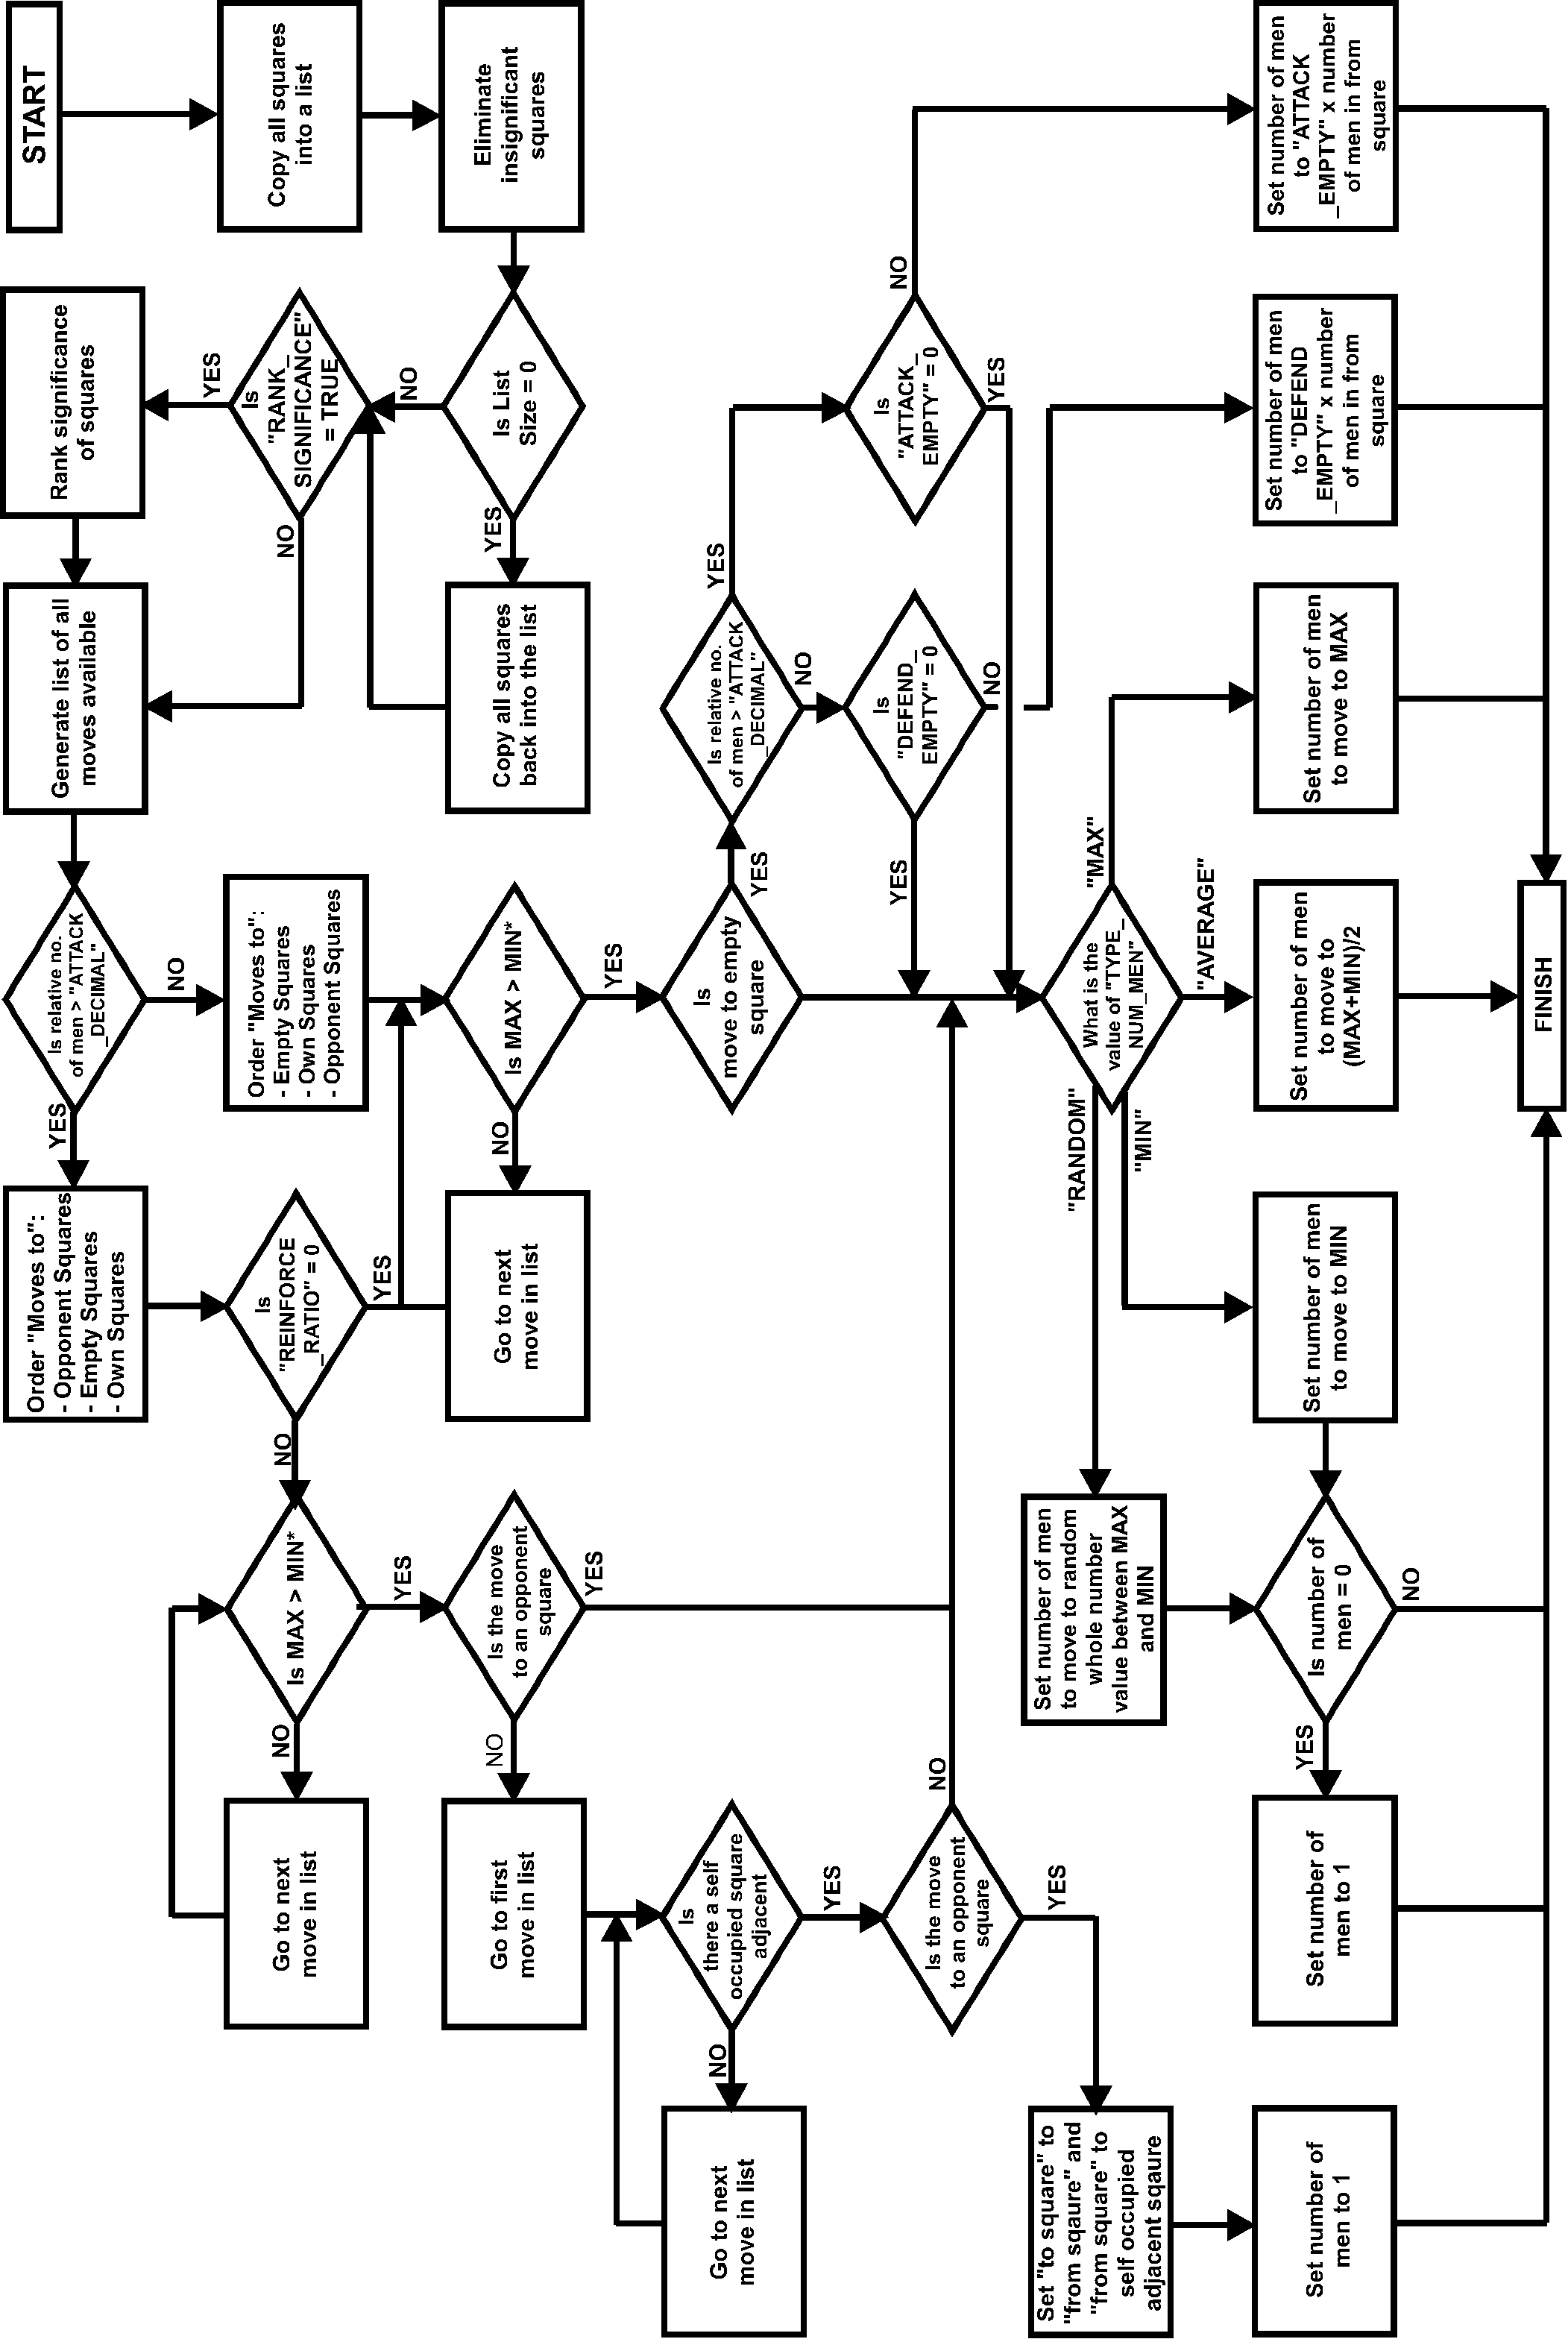 START
Copy all squares
into a list
Eliminate
insignificant
squares
Is List
Size = 0
NO
YES
Copy all squares
back into the list
Is
"RANK_
SIGNIFICANCE"
= TRUE
YES
NO
Rank significance
of squares
Generate list of all
moves available
Is relative no.
of men > "ATTACK
_DECIMAL"
NO
YES
Order "Moves to":
- Empty Squares
- Own Squares
- Opponent Squares
Order "Moves to":
- Opponent Squares
- Empty Squares
- Own Squares
Is
"REINFORCE
_RATIO" = 0
YES
NO
Is MAX > MIN*
YES
NO
Go to next
move in list
Is MAX > MIN*
YES
NO
Go to next
move in list
Is the move
to an opponent
square
YES
NO
Go to first
move in list
Is
there a self
occupied square
adjacent
YES
NO
Go to next
move in list
Is the move
to an opponent
square
NO
YES
Set "to square" to
"from sqaure" and
"from square" to
self occupied
adjacent sqaure
Set number of
men to 1
Is
move to empty
square
YES
Is relative no.
of men > "ATTACK
_DECIMAL"
YES
NO
Is
"ATTACK_
EMPTY" = 0
NO
YES
Is
"DEFEND_
EMPTY" = 0
NO
YES
Set number of men
to "ATTACK
_EMPTY" x number
of men in from
square
Set number of men
to "DEFEND
_EMPTY" x number
of men in from
square
What is the
value of "TYPE_
NUM_MEN"
"MAX"
"AVERAGE"
"RANDOM"
"MIN"
Set number of men
to move to MAX
Set number of men
to move to
(MAX+MIN)/2
Set number of men
to move to MIN
Set number of men
to move to random
whole number
value between MAX
and MIN
Is number of
men = 0
NO
YES
Set number of
men to 1
FINISH